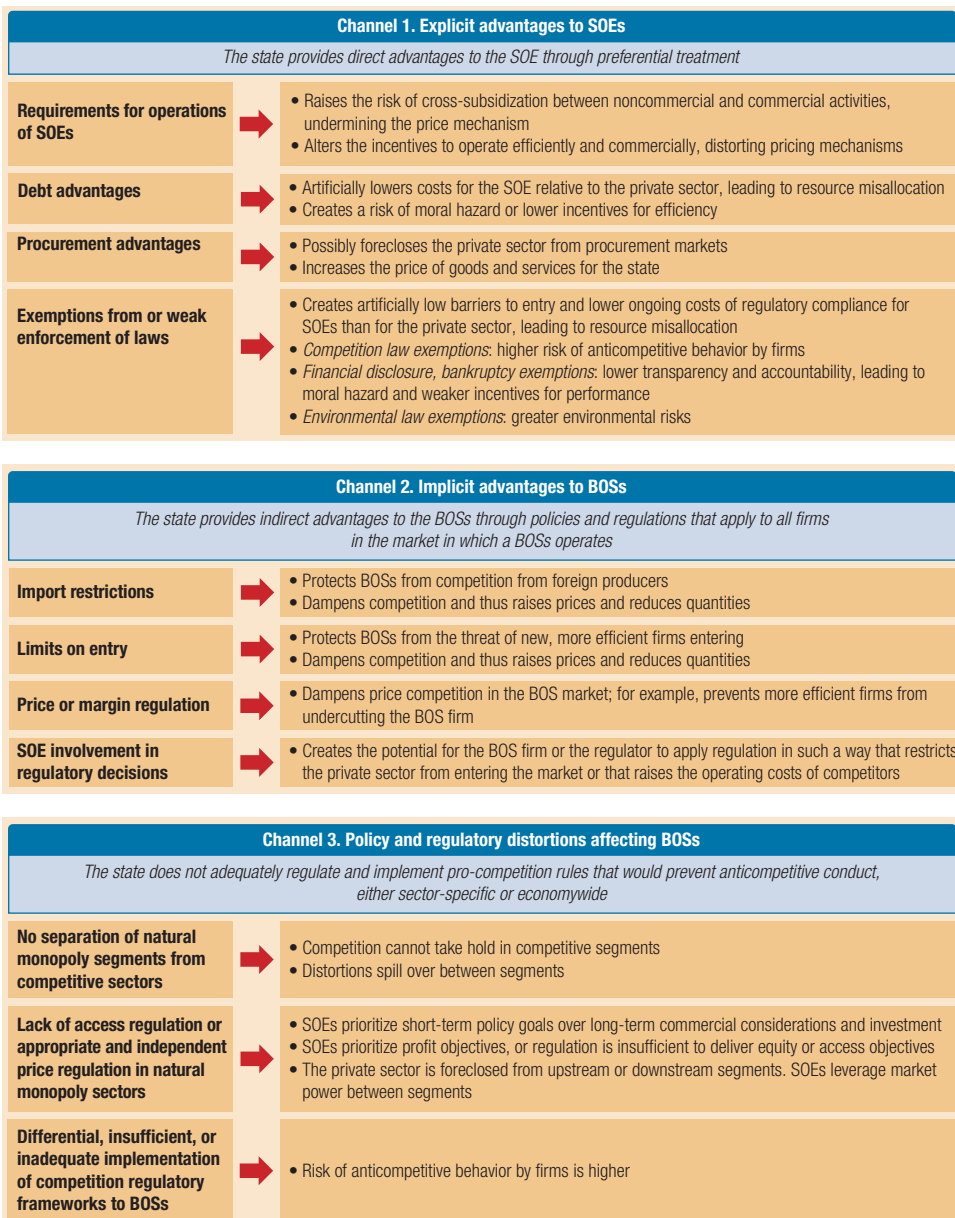 Channel 1. Explicit advantages to SOEs
The state provides direct advantages to the SOE through preferential treatment
Requirements for operations
of SOEs
• Raises the risk of cross-subsidization between noncommercial and commercial activities,
undermining the price mechanism
• Alters the incentives to operate efficiently and commercially, distorting pricing mechanisms
Debt advantages
• Artificially lowers costs for the SOE relative to the private sector, leading to resource misallocation
• Creates a risk of moral hazard or lower incentives for efficiency
Procurement advantages
• Possibly forecloses the private sector from procurement markets
• Increases the price of goods and services for the state
Exemptions from or weak
enforcement of laws
• Creates artificially low barriers to entry and lower ongoing costs of regulatory compliance for
SOEs than for the private sector, leading to resource misallocation
• Competition law exemptions: higher risk of anticompetitive behavior by firms
• Financial disclosure, bankruptcy exemptions: lower transparency and accountability, leading to
moral hazard and weaker incentives for performance
• Environmental law exemptions: greater environmental risks
Channel 2. Implicit advantages to BOSs
The state provides indirect advantages to the BOSs through policies and regulations that apply to all firms
in the market in which a BOSs operates
Import restrictions
• Protects BOSs from competition from foreign producers
• Dampens competition and thus raises prices and reduces quantities
Limits on entry
• Protects BOSs from the threat of new, more efficient firms entering
• Dampens competition and thus raises prices and reduces quantities
Price or margin regulation
• Dampens price competition in the BOS market; for example, prevents more efficient firms from
undercutting the BOS firm
SOE involvement in
regulatory decisions
• Creates the potential for the BOS firm or the regulator to apply regulation in such a way that restricts
the private sector from entering the market or that raises the operating costs of competitors
Channel 3. Policy and regulatory distortions affecting BOSs
The state does not adequately regulate and implement pro-competition rules that would prevent anticompetitive conduct,
either sector-specific or economywide
No separation of natural
monopoly segments from
competitive sectors
• Competition cannot take hold in competitive segments
• Distortions spill over between segments
Lack of access regulation or
appropriate and independent
price regulation in natural
monopoly sectors
• SOEs prioritize short-term policy goals over long-term commercial considerations and investment
• SOEs prioritize profit objectives, or regulation is insufficient to deliver equity or access objectives
• The private sector is foreclosed from upstream or downstream segments. SOEs leverage market
power between segments
Differential, insufficient, or
inadequate implementation
of competition regulatory
frameworks to BOSs
• Risk of anticompetitive behavior by firms is higher